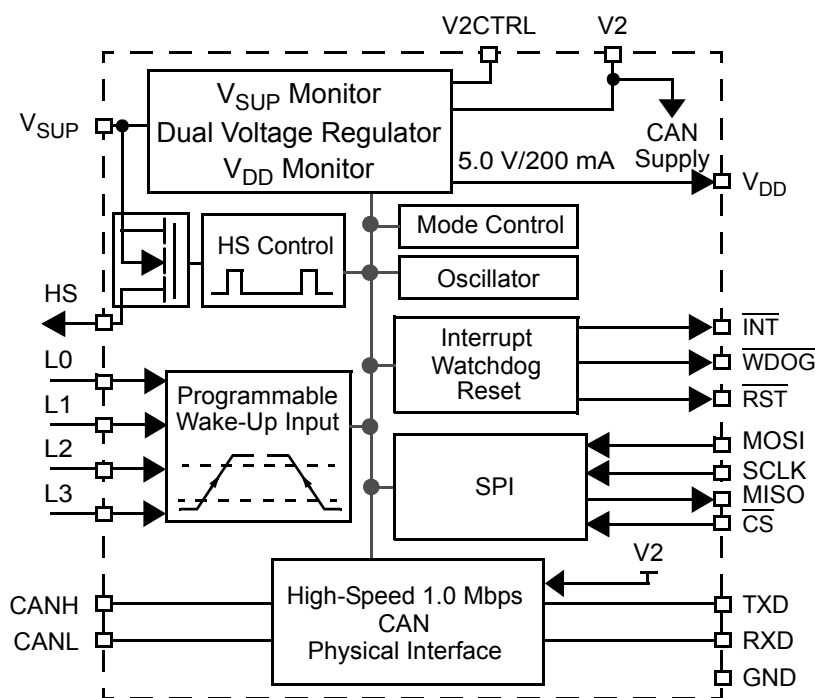 V2CTRL V2
VSUP Monitor
Dual Voltage Regulator
VDD Monitor
VSUP
CAN
Supply
5.0 V/200 mA
VDD
HS Control
Mode Control
Oscillator
HS
Interrupt
Watchdog
Reset
INT
WDOG
RST
L0
L1
L2
L3
Programmable
Wake-Up Input
SPI
MOSI
SCLK
MISO
CS
V2
High-Speed 1.0 Mbps
CAN
Physical Interface
CANH
CANL
TXD
RXD
GND